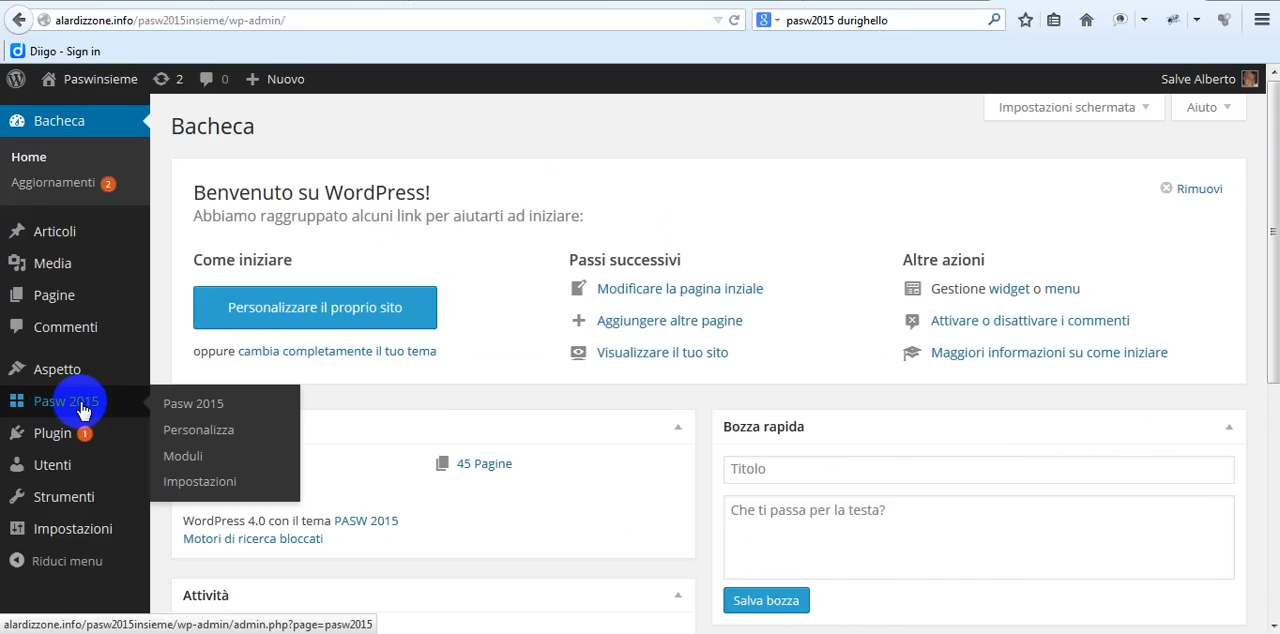 alardizzone.info/pasw2015insieme/wp-admin/
pasw2015 durighello
Diigo - Sign in
Paswinsieme 2 0 Nuovo
Salve Alberto
Bacheca
Home
Aggiornamenti 2
Articoli
Media
Pagine
Commenti
Aspetto
Pasw 2015
Plugin 1
Utenti
Strumenti
Impostazioni
Riduci menu
Pasw 2015
Personalizza
Moduli
Impostazioni
Impostazioni schermata
Aiuto
Bacheca
Benvenuto su WordPress!
Rimuovi
Abbiamo raggruppato alcuni link per aiutarti ad iniziare:
Come iniziare
Personalizzare il proprio sito
oppure cambia completamente il tuo tema
Passi successivi
Modificare la pagina inziale
Aggiungere altre pagine
Visualizzare il tuo sito
Altre azioni
Gestione widget o menu
Attivare o disattivare i commenti
Maggiori informazioni su come iniziare
45 Pagine
WordPress 4.0 con il tema PASW 2015
Motori di ricerca bloccati
Attività
Bozza rapida
Titolo
Che ti passa per la testa?
Salva bozza
alardizzone.info/pasw2015insieme/wp-admin/admin.php?page=pasw2015